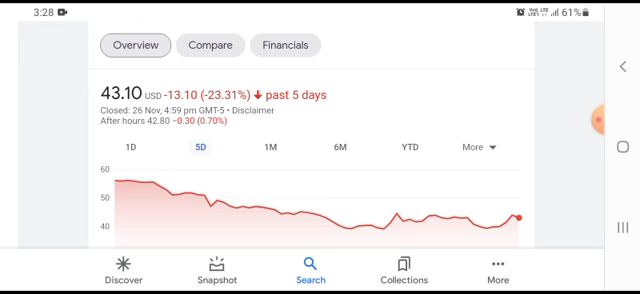 3:28
61%
Overview Compare Financials
43.10 USD -13.10 (-23.31%) past 5 days
Closed: 26 Nov, 4:59 pm GMT-5 • Disclaimer
After hours 42.80 −0.30 (0.70%)
1D 5D 1M 6M YTD More
60
50
40
Discover Snapshot Search Collections More